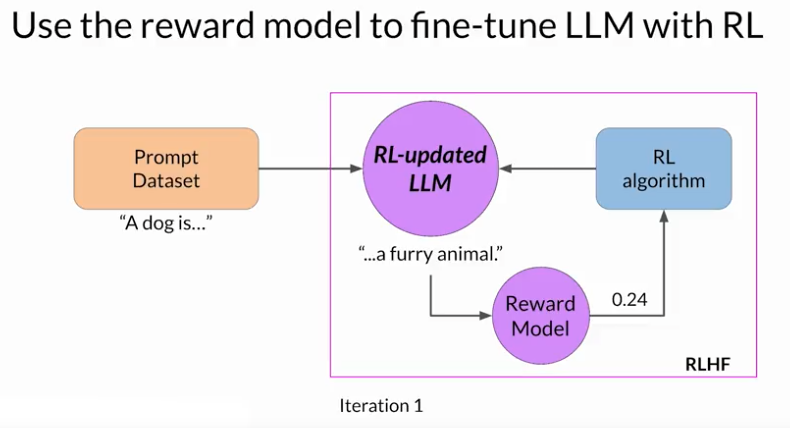 Use the reward model to fine-tune LLM with RL
Prompt
Dataset
"A dog is..."
RL-updated
LLM
"...a furry animal."
RL
algorithm
Reward
Model
0.24
RLHF
Iteration 1